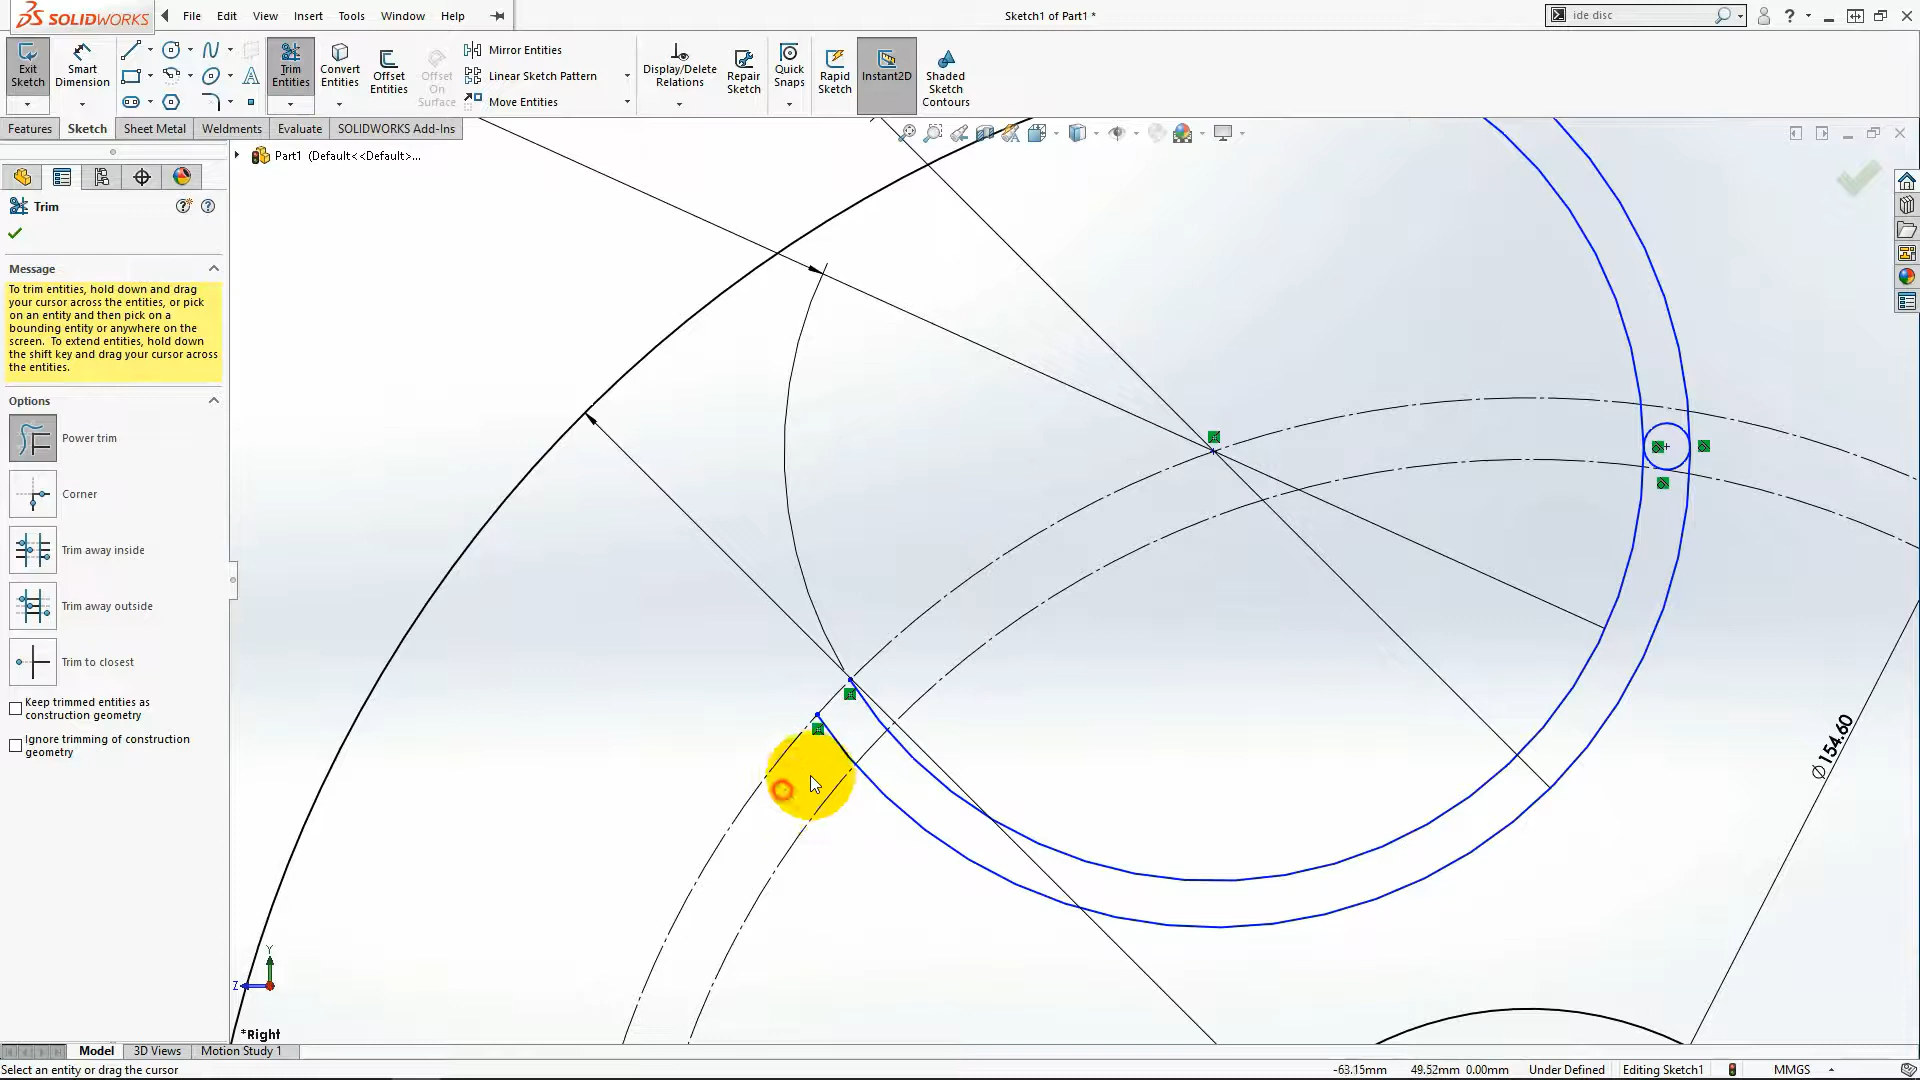 SOLIDWORKS
File Edit View Insert Tools Window Help
Sketch1 of Part1 *
ide disc
Exit Sketch
Smart Dimension
Trim Entities
Convert Entities
Offset Entities
Offset On Surface
Mirror Entities
Linear Sketch Pattern
Move Entities
Display/Delete Relations
Repair Sketch
Quick Snaps
Rapid Sketch
Instant2D
Shaded Sketch Contours
Features Sketch Sheet Metal Weldments Evaluate SOLIDWORKS Add-Ins
Part1 (Default<<Default>...
Trim
Message
To trim entities, hold down and drag
your cursor across the entities, or pick
on an entity and then pick on a
bounding entity or anywhere on the
screen. To extend entities, hold down
the shift key and drag your cursor across
the entities.
Options
Power trim
Corner
Trim away inside
Trim away outside
Trim to closest
Keep trimmed entities as
construction geometry
Ignore trimming of construction
geometry
Ø154.60
Y
Z
*Right
Model 3D Views Motion Study 1
Select an entity or drag the cursor
-63.15mm 49.52mm 0.00mm Under Defined Editing Sketch1 MMGS